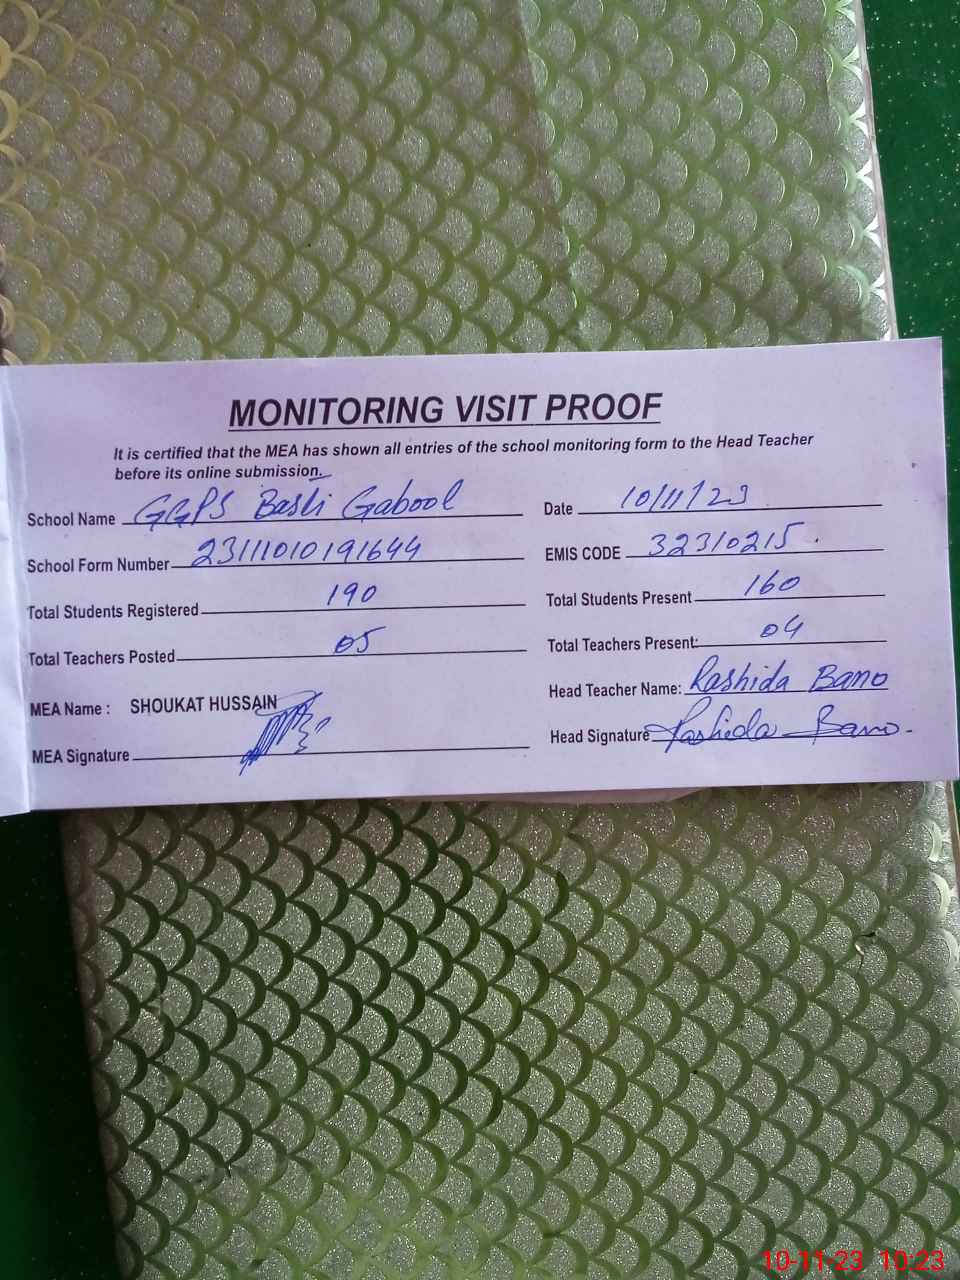 MONITORING VISIT PROOF
It is certified that the MEA has shown all entries of the school monitoring form to the Head Teacher
before its online submission.
School Name GGPS Basti Gabool Date 10/11/23
School Form Number 23111010191644 EMIS CODE 32310215.
Total Students Registered 190 Total Students Present 160
Total Teachers Posted 05 Total Teachers Present: 04
MEA Name : SHOUKAT HUSSAIN Head Teacher Name: Rashida Bano
MEA Signature Head Signature Rashida Bano.
10-11-23 10:23